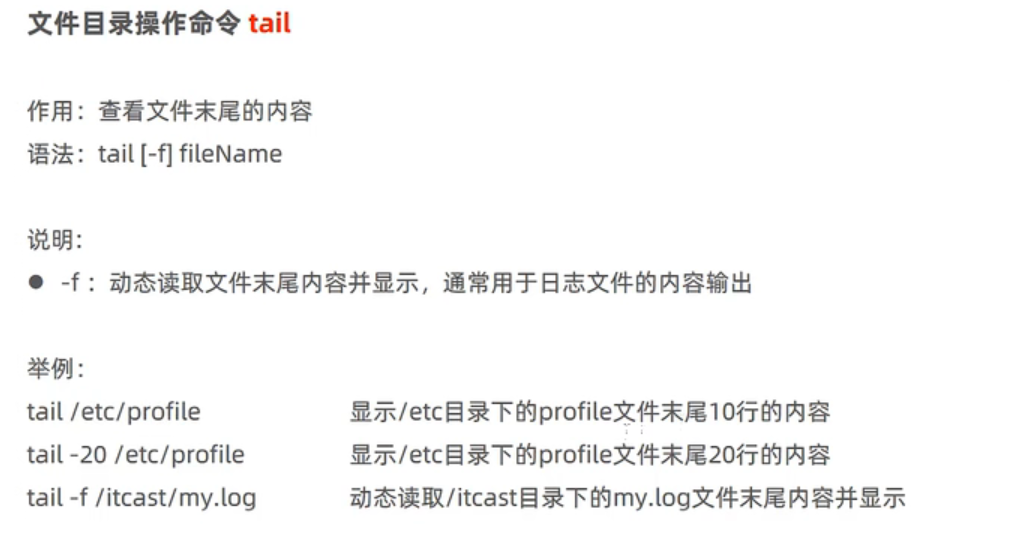 文件目录操作命令 tail
作用：查看文件末尾的内容
语法：tail [-f] fileName
说明:
● -f ：动态读取文件末尾内容并显示，通常用于日志文件的内容输出
举例：
tail /etc/profile 显示/etc目录下的profile文件末尾10行的内容
tail -20 /etc/profile 显示/etc目录下的profile文件末尾20行的内容
tail -f /itcast/my.log 动态读取/itcast目录下的my.log文件末尾内容并显示